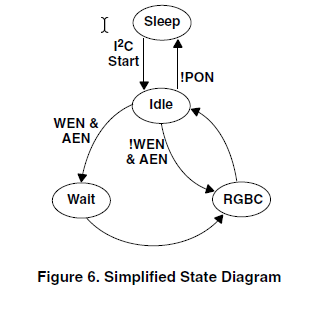 Sleep
I²C
Start
!PON
Idle
WEN &
AEN
!WEN
& AEN
Wait
RGBC
Figure 6. Simplified State Diagram